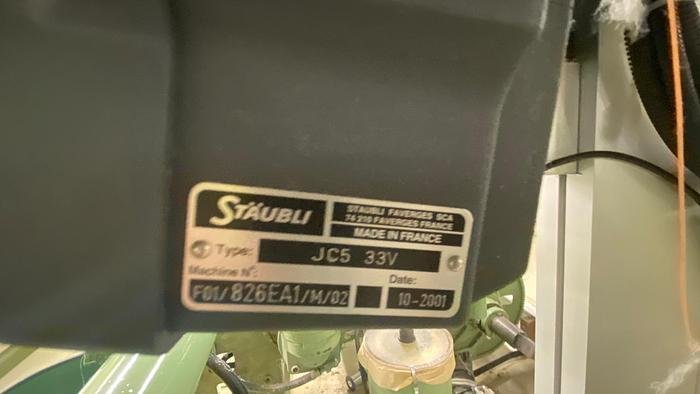 STÄUBLI
STAUBLI FAVERGES SCA
74 210 FAVERGES FRANCE
MADE IN FRANCE
Type: JC5 33V
Machine N°: Date:
F01/826EA1/M/02 10-2001